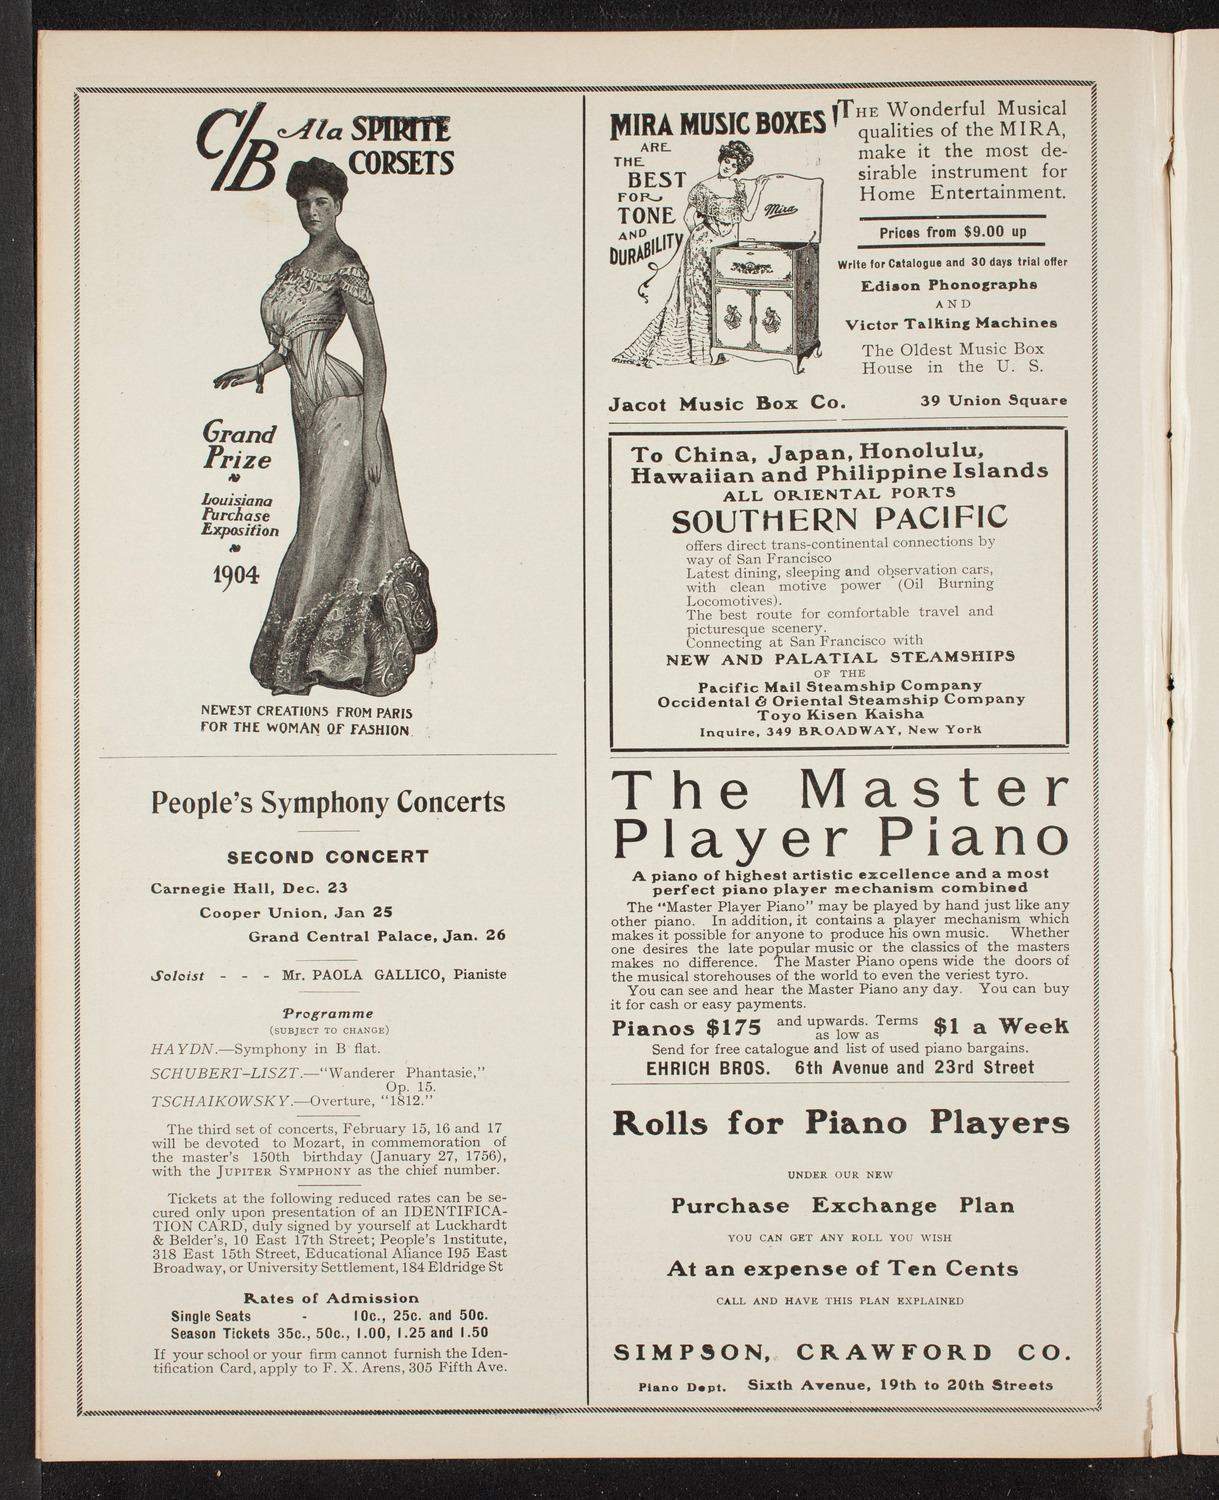 C/B Ala SPIRITE
CORSETS
Grand
Prize
Louisiana
Purchase
Exposition
1904
NEWEST CREATIONS FROM PARIS
FOR THE WOMAN OF FASHION
People's Symphony Concerts
SECOND CONCERT
Carnegie Hall, Dec. 23
Cooper Union, Jan 25
Grand Central Palace, Jan. 26
Soloist - - - Mr. PAOLA GALLICO, Pianiste
Programme
(SUBJECT TO CHANGE)
HAYDN.—Symphony in B flat.
SCHUBERT–LISZT.—"Wanderer Phantasie,"
Op. 15.
TSCHAIKOWSKY.—Overture, "1812."
The third set of concerts, February 15, 16 and 17
will be devoted to Mozart, in commemoration of
the master's 150th birthday (January 27, 1756),
with the JUPITER SYMPHONY as the chief number.
Tickets at the following reduced rates can be se-
cured only upon presentation of an IDENTIFICA-
TION CARD, duly signed by yourself at Luckhardt
& Belder's, 10 East 17th Street; People's Institute,
318 East 15th Street, Educational Aliance 195 East
Broadway, or University Settlement, 184 Eldridge St
Rates of Admission
Single Seats - 10c., 25c. and 50c.
Season Tickets 35c., 50c., 1.00, 1.25 and 1.50
If your school or your firm cannot furnish the Iden-
tification Card, apply to F. X. Arens, 305 Fifth Ave.
MIRA MUSIC BOXES!
ARE
THE
BEST
FOR
TONE
AND
DURABILITY
Mira
THE Wonderful Musical
qualities of the MIRA,
make it the most de-
sirable instrument for
Home Entertainment.
Prices from $9.00 up
Write for Catalogue and 30 days trial offer
Edison Phonographs
AND
Victor Talking Machines
The Oldest Music Box
House in the U. S.
Jacot Music Box Co. 39 Union Square
To China, Japan, Honolulu,
Hawaiian and Philippine Islands
ALL ORIENTAL PORTS
SOUTHERN PACIFIC
offers direct trans-continental connections by
way of San Francisco
Latest dining, sleeping and observation cars,
with clean motive power (Oil Burning
Locomotives).
The best route for comfortable travel and
picturesque scenery.
Connecting at San Francisco with
NEW AND PALATIAL STEAMSHIPS
OF THE
Pacific Mail Steamship Company
Occidental & Oriental Steamship Company
Toyo Kisen Kaisha
Inquire, 349 BROADWAY, New York
The Master
Player Piano
A piano of highest artistic excellence and a most
perfect piano player mechanism combined
The "Master Player Piano" may be played by hand just like any
other piano. In addition, it contains a player mechanism which
makes it possible for anyone to produce his own music. Whether
one desires the late popular music or the classics of the masters
makes no difference. The Master Piano opens wide the doors of
the musical storehouses of the world to even the veriest tyro.
You can see and hear the Master Piano any day. You can buy
it for cash or easy payments.
Pianos $175 and upwards. Terms as low as $1 a Week
Send for free catalogue and list of used piano bargains.
EHRICH BROS. 6th Avenue and 23rd Street
Rolls for Piano Players
UNDER OUR NEW
Purchase Exchange Plan
YOU CAN GET ANY ROLL YOU WISH
At an expense of Ten Cents
CALL AND HAVE THIS PLAN EXPLAINED
SIMPSON, CRAWFORD CO.
Piano Dept. Sixth Avenue, 19th to 20th Streets